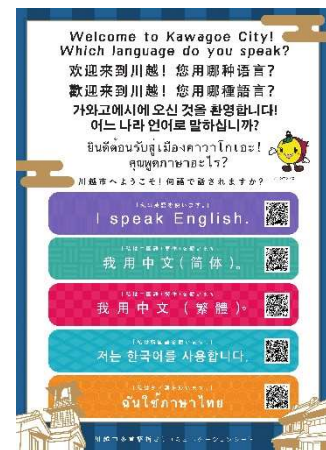 Welcome to Kawagoe City!
Which language do you speak?
欢迎来到川越！您用哪种语言？
歡迎來到川越！您用哪種語言？
가와고에시에 오신 것을 환영합니다!
어느 나라 언어로 말하십니까?
ยินดีต้อนรับสู่เมืองคาวาโกเอะ!
คุณพูดภาษาอะไร?
川越市へようこそ！何語で話されますか？
I speak English.
我用中文(简体)。
我用中文(繁體)。
저는 한국어를 사용합니다.
ฉันใช้ภาษาไทย